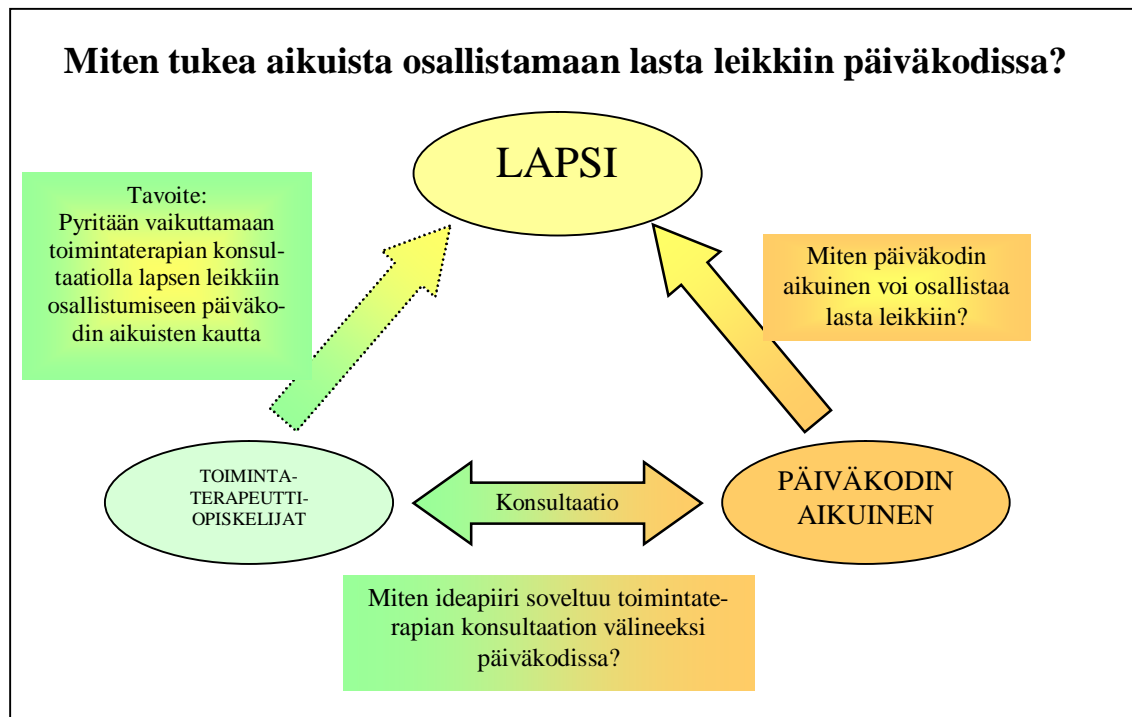 Miten tukea aikuista osallistamaan lasta leikkiin päiväkodissa?
LAPSI
Tavoite:
Pyritään vaikuttamaan
toimintaterapian konsul-
taatiolla lapsen leikkiin
osallistumiseen päiväko-
din aikuisten kautta
Miten päiväkodin
aikuinen voi osallistaa
lasta leikkiin?
TOIMINTA-
TERAPEUTTI-
OPISKELIJAT
Konsultaatio
PÄIVÄKODIN
AIKUINEN
Miten ideapiiri soveltuu toimintate-
rapian konsultaation välineeksi
päiväkodissa?